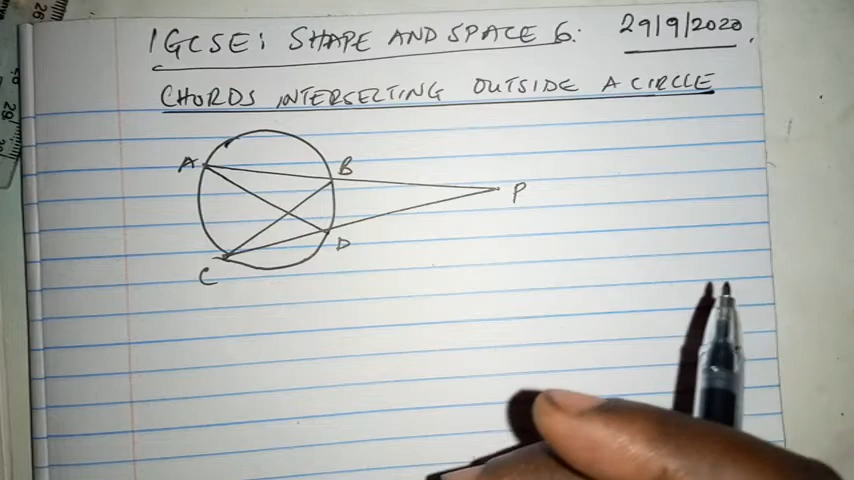 IGCSE: SHAPE AND SPACE 6. 29/9/2020.
CHORDS INTERSECTING OUTSIDE A CIRCLE
A B P
C D